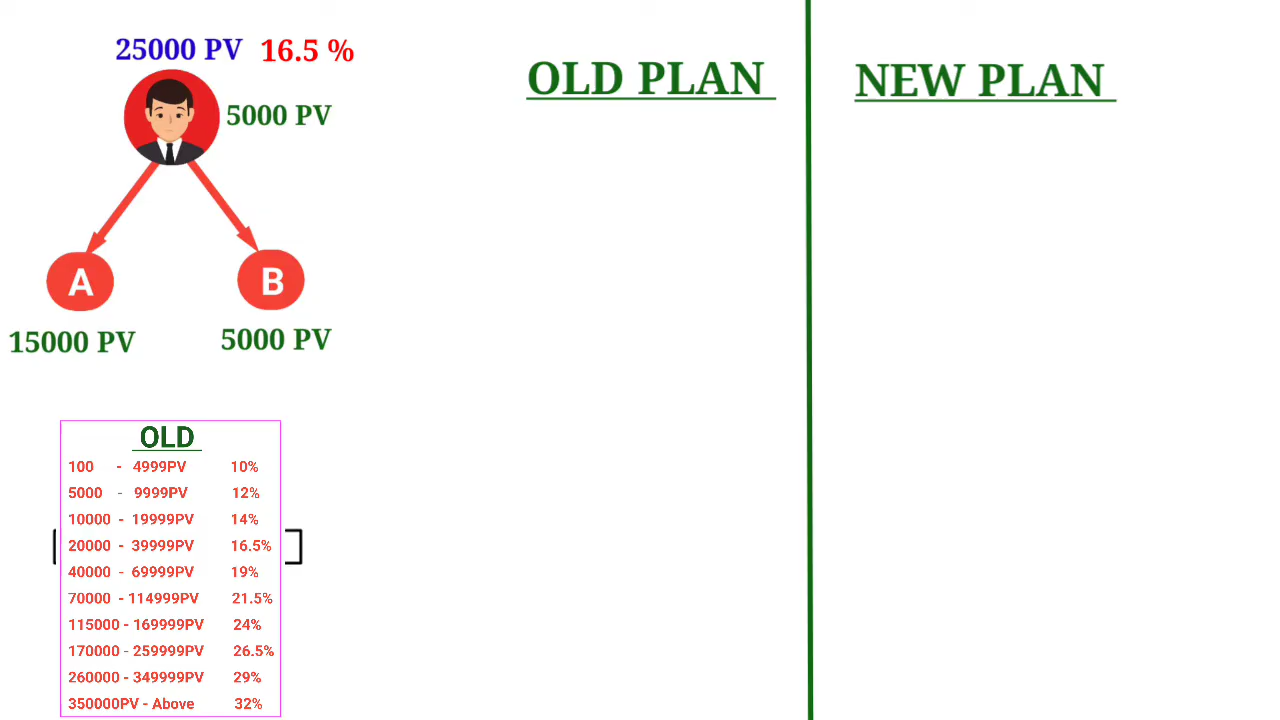 25000 PV 16.5 %
5000 PV
A B
15000 PV 5000 PV
OLD
100 - 4999PV 10%
5000 - 9999PV 12%
10000 - 19999PV 14%
20000 - 39999PV 16.5%
40000 - 69999PV 19%
70000 - 114999PV 21.5%
115000 - 169999PV 24%
170000 - 259999PV 26.5%
260000 - 349999PV 29%
350000PV - Above 32%
OLD PLAN
NEW PLAN